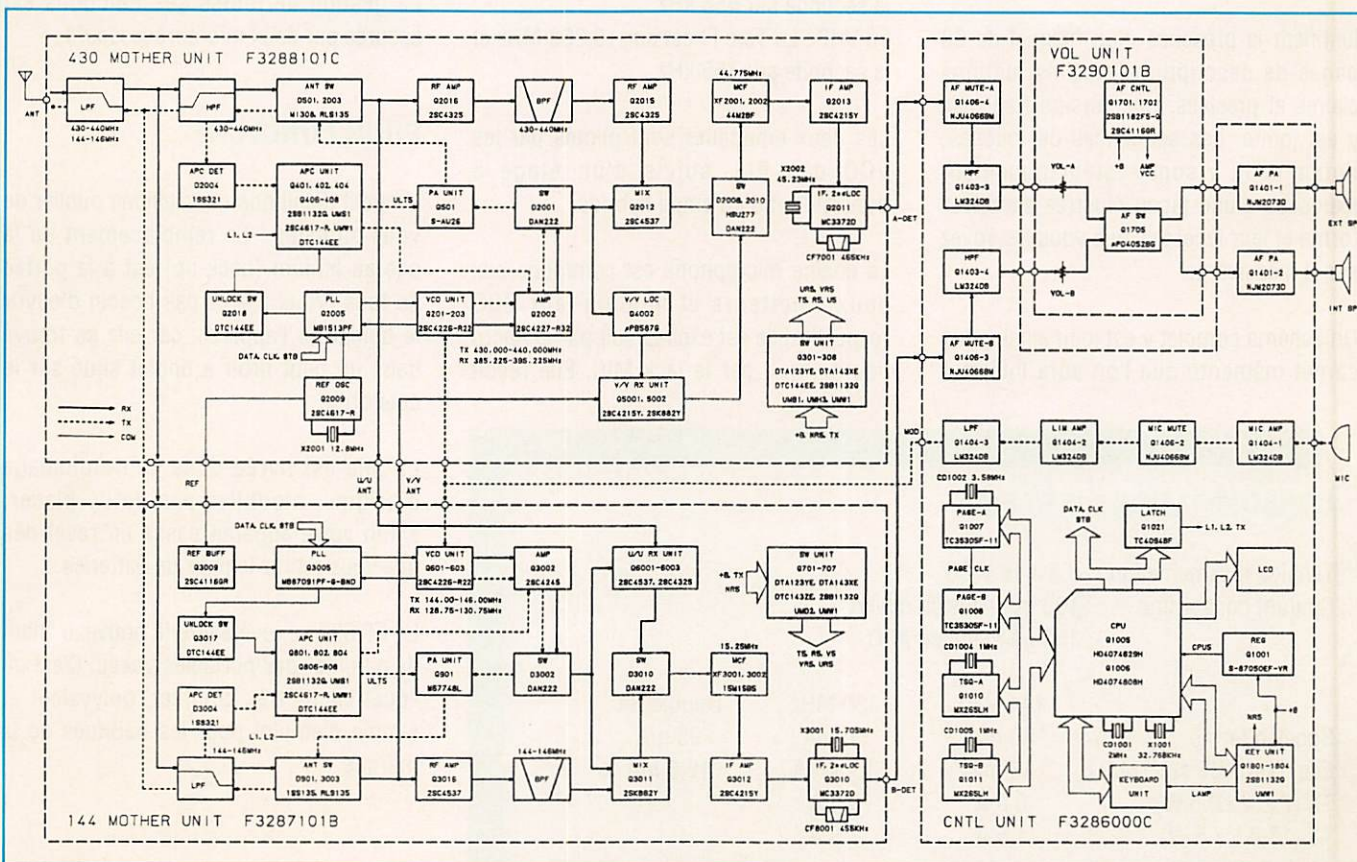 430 MOTHER UNIT F3288101C
ANT
LPF
430-440MHz
144-146MHz
HPF
430-440MHz
ANT SW
D501, 2003
MI308, RLS135
RF AMP
Q2016
2SC4325
BPF
430-440MHz
RF AMP
Q2015
2SC4325
44.775MHz
MCF
XF2001, 2002
44M2BF
IF AMP
Q2013
2SC4215Y
APC DET
D2004
1SS321
APC UNIT
Q401, 402, 404
Q406-408
2SB1132Q, UMS1
2SC4617-R, UMW1
DTC144EE
L1, L2
ULT5
PA UNIT
Q501
S-AU26
SW
D2001
DAN222
MIX
Q2012
2SC4537
SW
D2008, 2010
HSU277
DAN222
X2002
45.23MHz
IF, 2nd LOC
Q2011
MC3372D
CF7001 455KHz
UNLOCK SW
Q2018
DTC144EE
PLL
Q2005
MB1513PF
DATA, CLK, STB
VCO UNIT
Q201-203
2SC4226-R22
AMP
Q2002
2SC4227-R32
TX 430.000-440.000MHz
RX 385.225-395.225MHz
1ST LOC
Q4002
μPB587G
URS, VRS
TS, RS, US
SW UNIT
Q301-308
DTA123YE, DTA143XE
DTC144EE, 2SB1132Q
UMB1, UMH3, UMW1
+B, NRS, TX
REF OSC
Q2009
2SC4617-R
X2001 12.8MHz
V/V RX UNIT
Q5001, 5002
2SC4215Y, 2SK882Y
RX
TX
COM
REF
U/U
ANT
V/V
ANT
A-DET
MOD
DATA, CLK, STB
REF BUFF
Q3009
2SC4116GR
PLL
Q3005
MB87091PF-G-BND
VCO UNIT
Q601-603
2SC4226-R22
TX 144.00-146.00MHz
RX 128.75-130.75MHz
AMP
Q3002
2SC4245
U/U RX UNIT
Q6001-6003
2SC4537, 2SC4325
+B, TX
NRS
SW UNIT
Q701-707
DTA123YE, DTA143XE
DTC143ZE, 2SB1132Q
UMD2, UMW1
TS, RS, VS
VRS, URS
UNLOCK SW
Q3017
DTC144EE
APC UNIT
Q801, 802, 804
Q806-808
2SB1132Q, UMS1
2SC4617-R, UMW1
DTC144EE
ULT5
L1, L2
PA UNIT
Q901
M67748L
SW
D3002
DAN222
SW
D3010
DAN222
15.25MHz
MCF
XF3001, 3002
15M15BS
APC DET
D3004
1SS321
144-146MHz
LPF
ANT SW
D901, 3003
1SS135, RLS135
RF AMP
Q3016
2SC4537
144-146MHz
BPF
MIX
Q3011
2SK882Y
IF AMP
Q3012
2SC4215Y
X3001 15.705MHz
IF, 2nd LOC
Q3010
MC3372D
CF8001 455KHz
B-DET
144 MOTHER UNIT F3287101B
VOL UNIT
F3290101B
AF MUTE-A
Q1406-1
NJU4066BM
AF CNTL
Q1701, 1702
2SB1182FS-Q
2SC4116GR
+B
AMP
VCC
HPF
Q1403-3
LM324DB
VOL-A
AF SW
Q1705
APD4052BG
AF PA
Q1401-1
NJM2073D
EXT SP
HPF
Q1403-4
LM324DB
VOL-B
AF PA
Q1401-2
NJM2073D
INT SP
AF MUTE-B
Q1406-3
NJU4066BM
LPF
Q1404-3
LM324DB
LIM AMP
Q1404-2
LM324DB
MIC MUTE
Q1406-2
NJU4066BM
MIC AMP
Q1404-1
LM324DB
MIC
CD1002 3.58MHz
PAGE-A
Q1007
TC35305F-11
PAGE CLK
PAGE-B
Q1008
TC35305F-11
CD1004 1MHz
TSQ-A
Q1010
MX265LH
CD1005 1MHz
TSQ-B
Q1011
MX265LH
DATA, CLK
STB
LATCH
Q1021
TC4094BF
L1, L2, TX
LCD
CPU
Q1005
HD4074829H
Q1006
HD4074808H
CPUS
REG
Q1001
S-87050EF-YR
NRS
+B
CD1001
2MHz
X1001
32.768KHz
KEYBOARD
UNIT
LAMP
KEY UNIT
Q1801-1804
2SB1132Q
UMW1
CNTL UNIT F3286000C